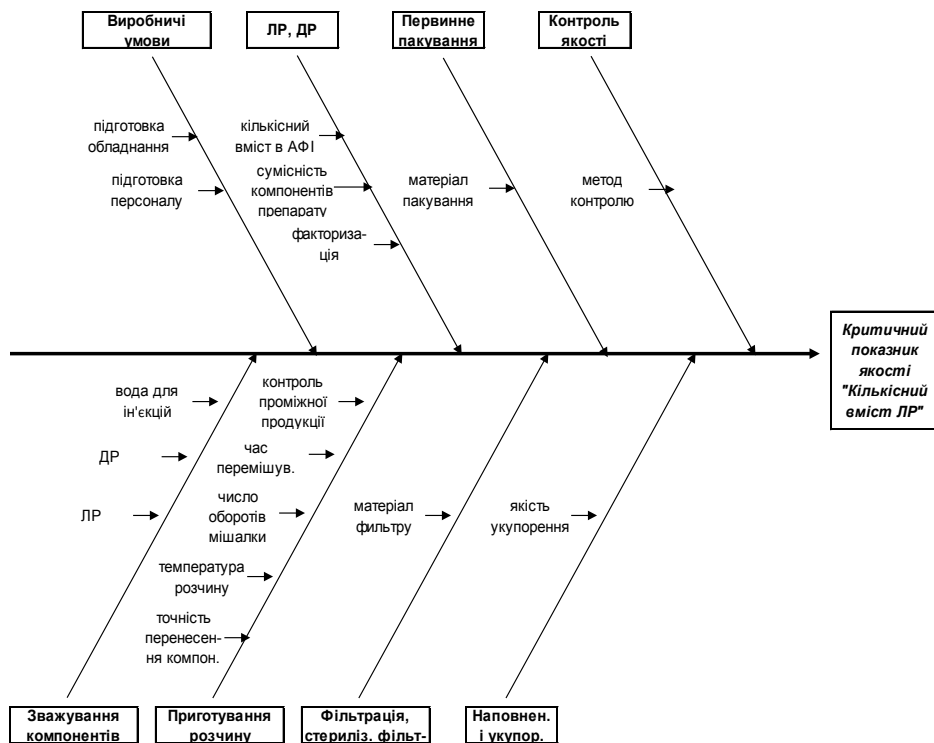 Виробничі
умови
ЛР, ДР
Первинне
пакування
Контроль
якості
підготовка
обладнання
підготовка
персоналу
кількісний
вміст в АФІ
сумісність
компонентів
препарату
факториза-
ція
матеріал
пакування
метод
контролю
Критичний
показник
якості
"Кількісний
вміст ЛР"
вода для
ін'єкцій
ДР
ЛР
контроль
проміжної
продукції
час
перемішув.
число
оборотів
мішалки
температура
розчину
точність
перенесен-
ня компон.
матеріал
фильтру
якість
укупорення
Зважування
компонентів
Приготування
розчину
Фільтрація,
стериліз. фільт-
Наповнен.
і укупор.